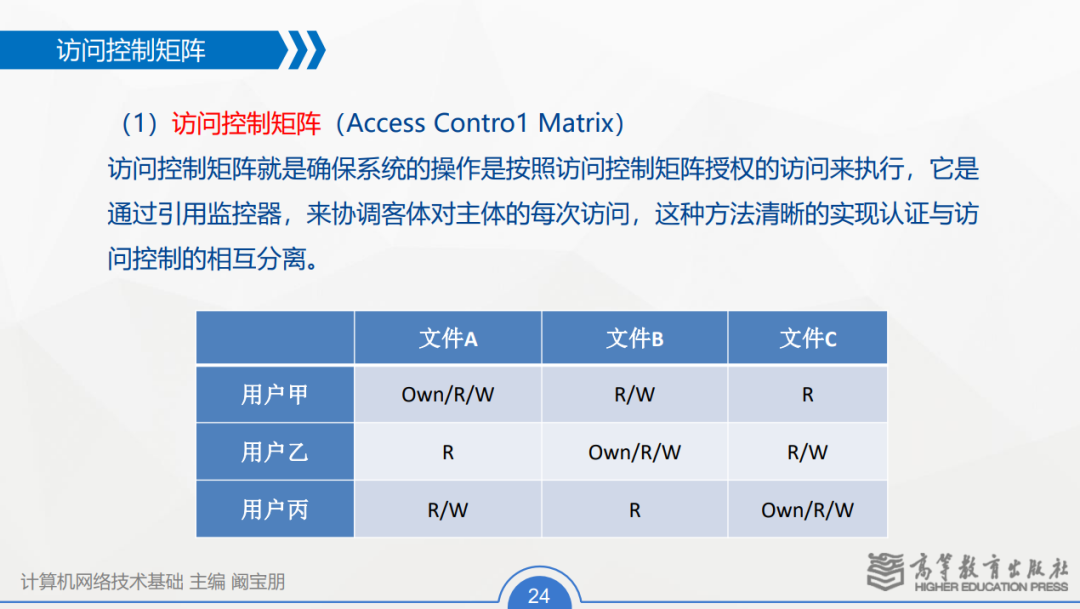 访问控制矩阵
（1）访问控制矩阵（Access Contro1 Matrix）
访问控制矩阵就是确保系统的操作是按照访问控制矩阵授权的访问来执行，它是
通过引用监控器，来协调客体对主体的每次访问，这种方法清晰的实现认证与访
问控制的相互分离。
文件A 文件B 文件C
用户甲 Own/R/W R/W R
用户乙 R Own/R/W R/W
用户丙 R/W R Own/R/W
计算机网络技术基础 主编 阚宝朋
24
高等教育出版社
HIGHER EDUCATION PRESS